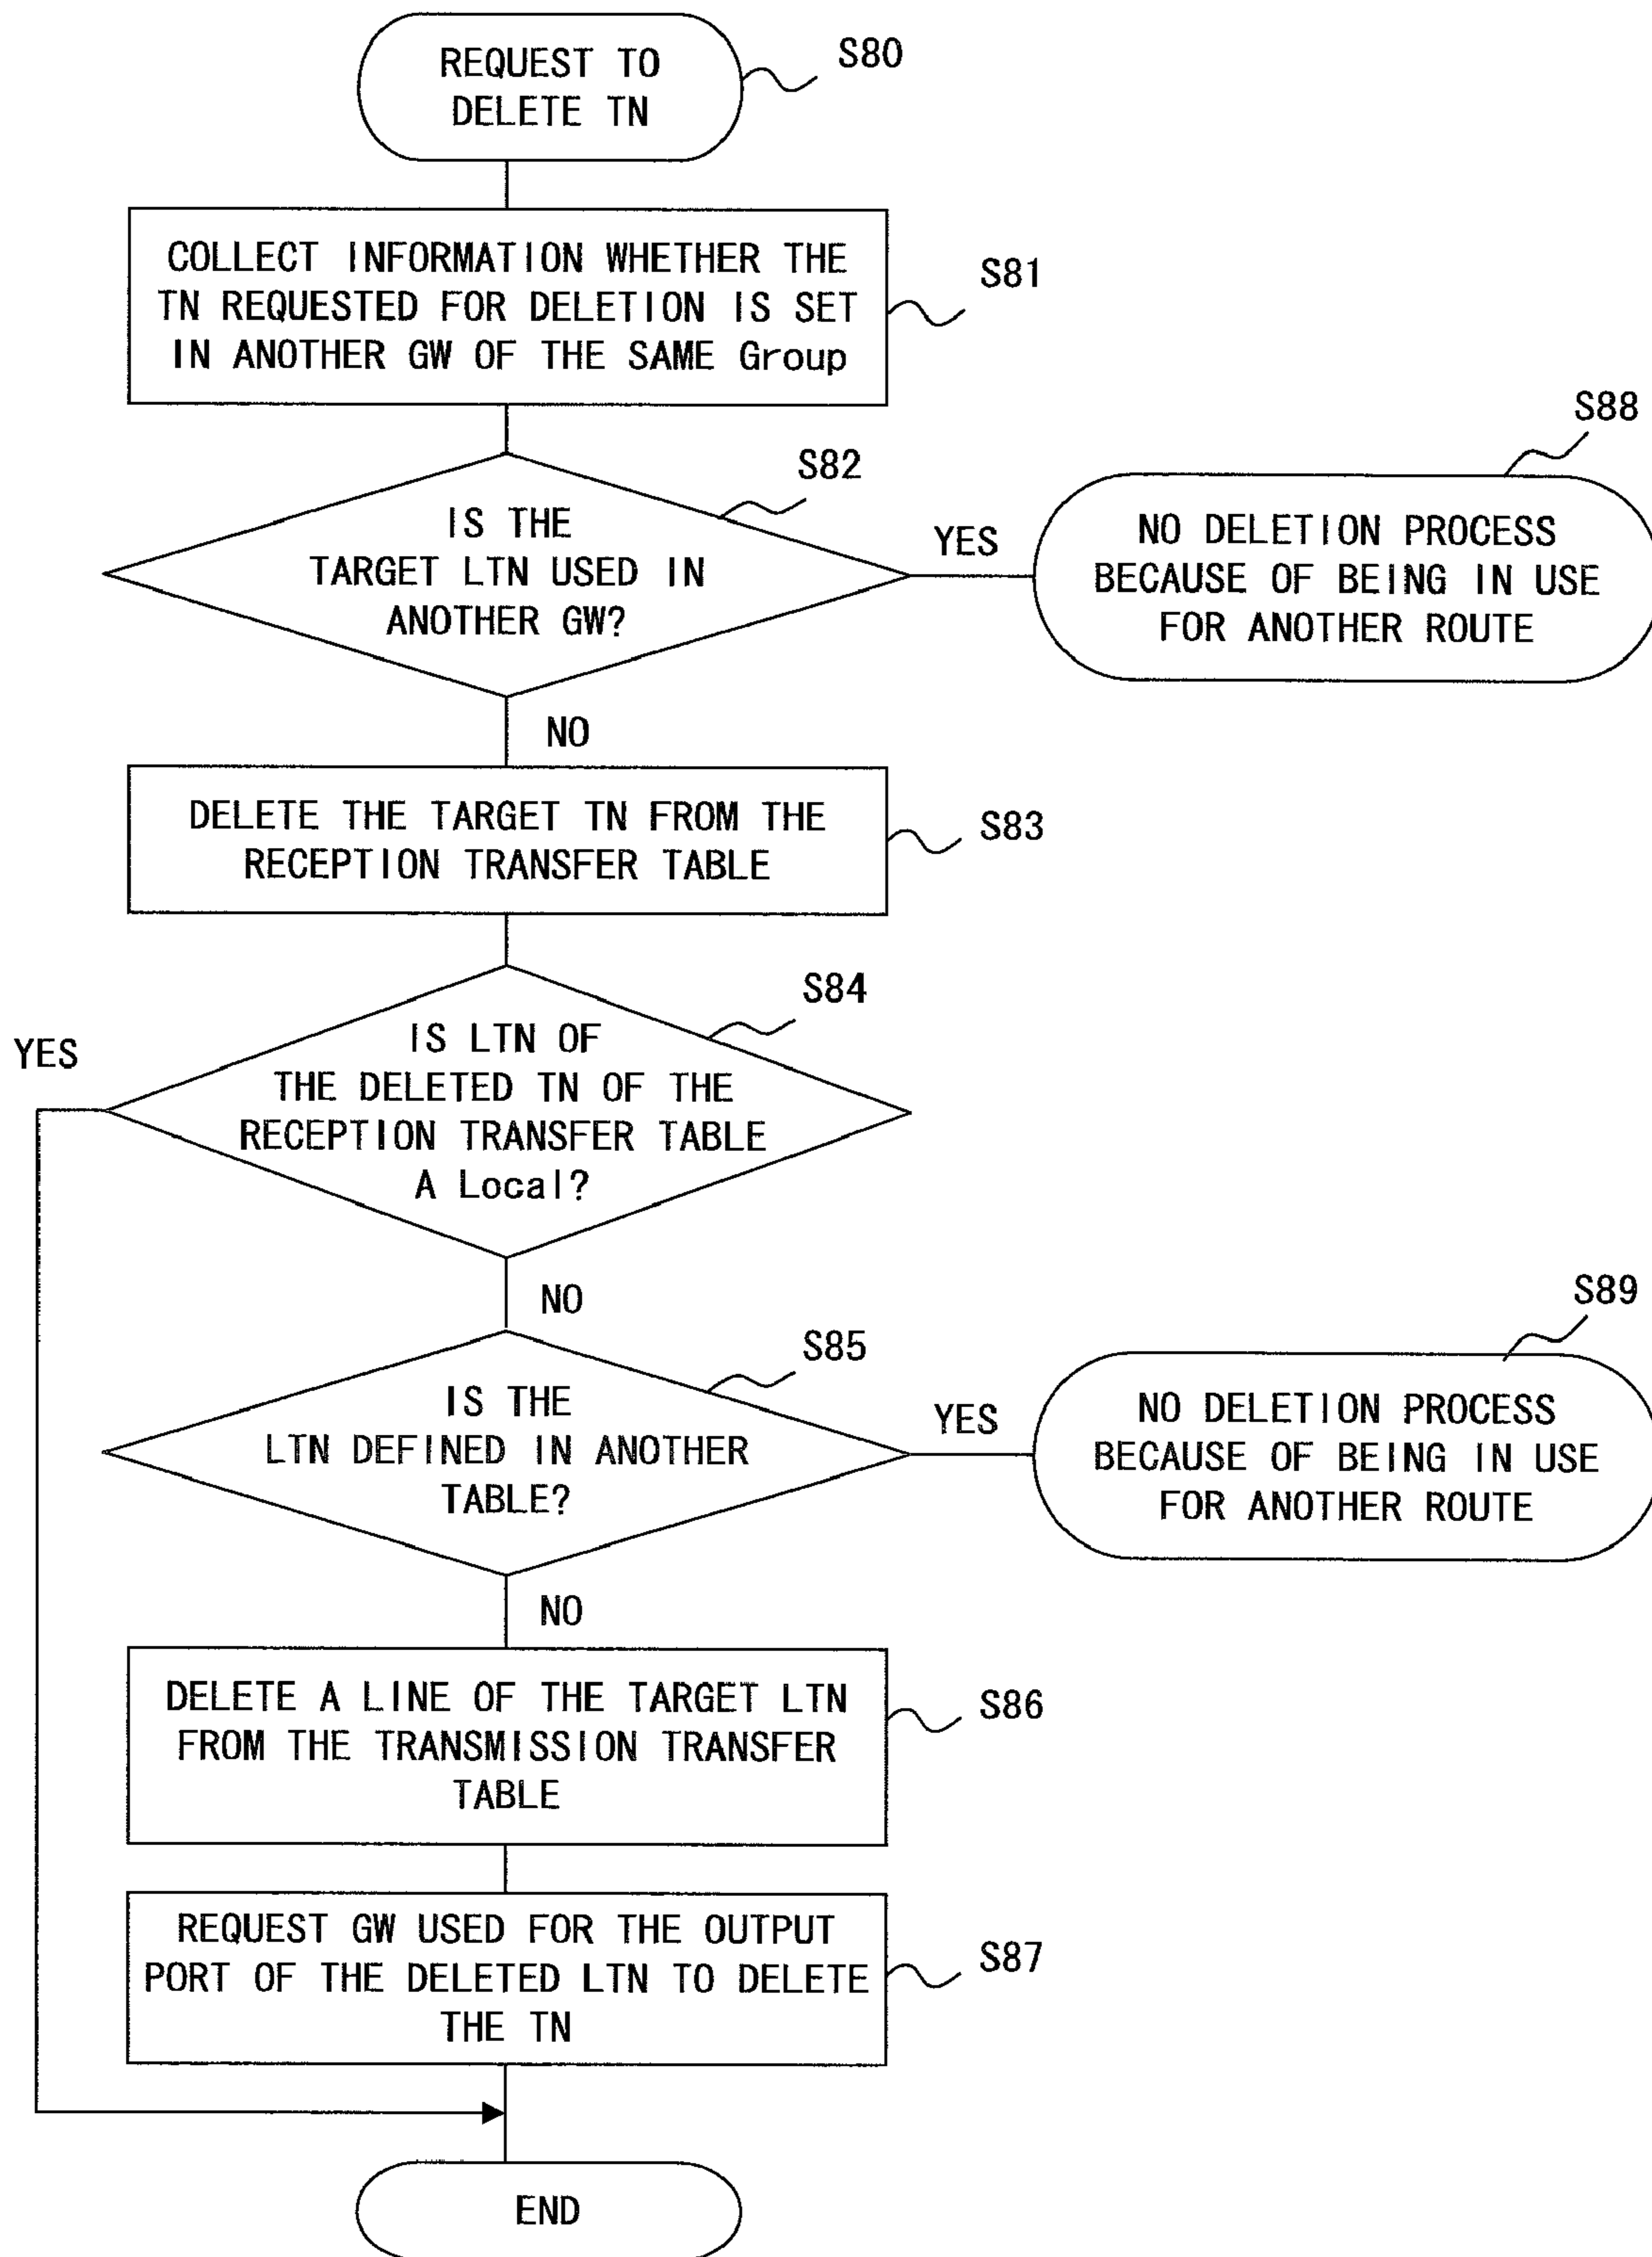 REQUEST TO
DELETE TN
S80
COLLECT INFORMATION WHETHER THE
TN REQUESTED FOR DELETION IS SET
IN ANOTHER GW OF THE SAME Group
S81
IS THE
TARGET LTN USED IN
ANOTHER GW?
S82
YES
NO DELETION PROCESS
BECAUSE OF BEING IN USE
FOR ANOTHER ROUTE
S88
NO
DELETE THE TARGET TN FROM THE
RECEPTION TRANSFER TABLE
S83
IS LTN OF
THE DELETED TN OF THE
RECEPTION TRANSFER TABLE
A Local?
S84
YES
NO
IS THE
LTN DEFINED IN ANOTHER
TABLE?
S85
YES
NO DELETION PROCESS
BECAUSE OF BEING IN USE
FOR ANOTHER ROUTE
S89
NO
DELETE A LINE OF THE TARGET LTN
FROM THE TRANSMISSION TRANSFER
TABLE
S86
REQUEST GW USED FOR THE OUTPUT
PORT OF THE DELETED LTN TO DELETE
THE TN
S87
END